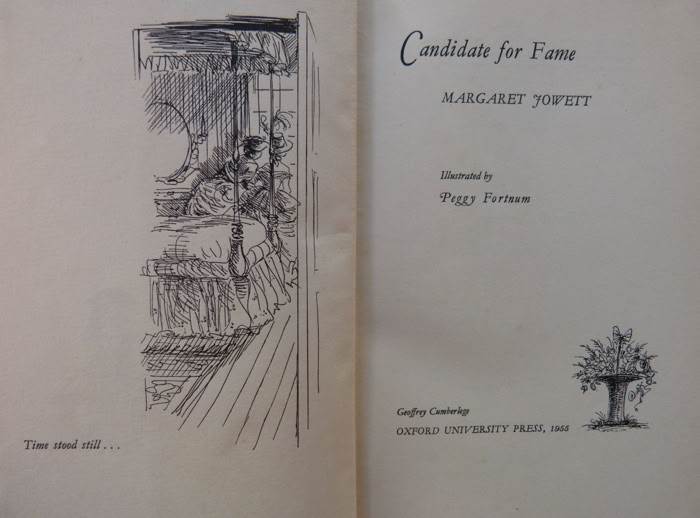 Time stood still . . .
Candidate for Fame
MARGARET JOWETT
Illustrated by
Peggy Fortnum
Geoffrey Cumberlege
OXFORD UNIVERSITY PRESS, 1955